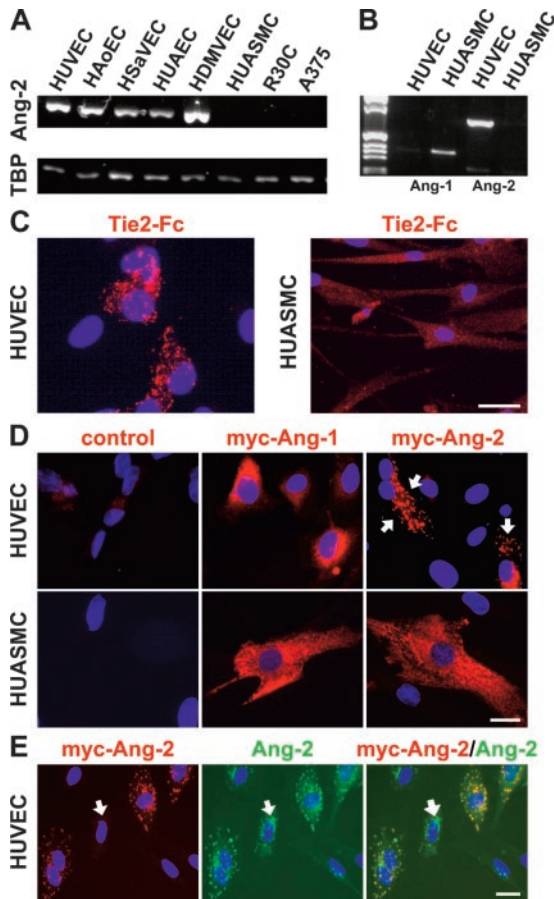 A
HUVEC
HAoEC
HSaVEC
HUAEC
HDMVEC
HUASMC
R30C
A375
Ang-2
TBP
B
HUVEC
HUASMC
HUVEC
HUASMC
Ang-1 Ang-2
C
Tie2-Fc Tie2-Fc
HUVEC
HUASMC
D
control myc-Ang-1 myc-Ang-2
HUVEC
HUASMC
E
myc-Ang-2 Ang-2 myc-Ang-2/Ang-2
HUVEC